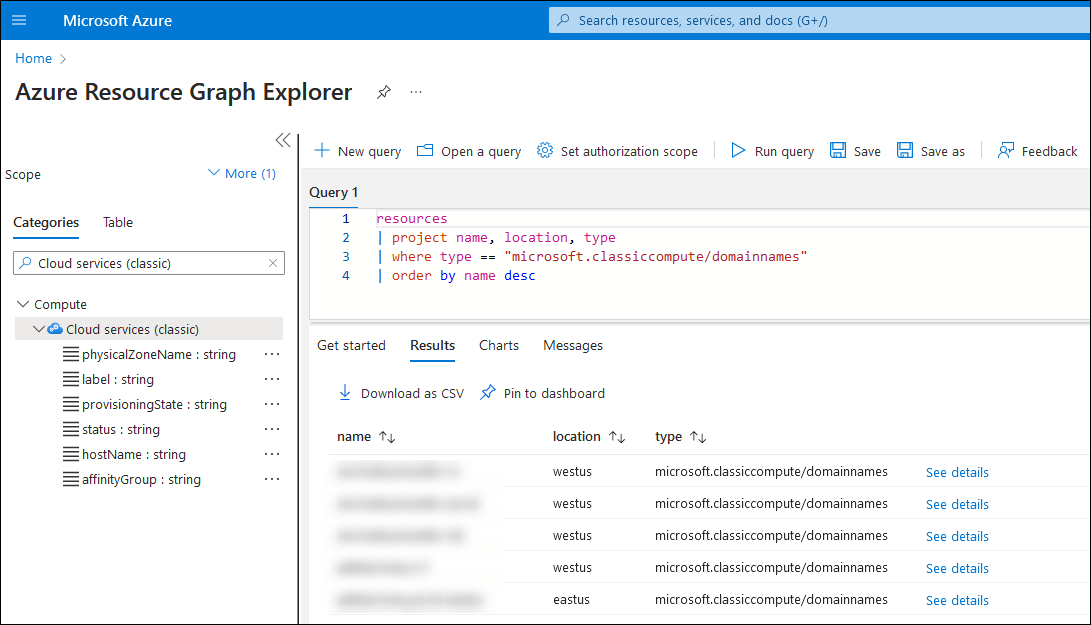 Microsoft Azure
Search resources, services, and docs (G+/)
Home
Azure Resource Graph Explorer
Scope
More (1)
Categories Table
Cloud services (classic)
Compute
Cloud services (classic)
physicalZoneName : string
label : string
provisioningState : string
status : string
hostName : string
affinityGroup : string
New query Open a query Set authorization scope Run query Save Save as Feedback
Query 1
1 resources
2 | project name, location, type
3 | where type == "microsoft.classiccompute/domainnames"
4 | order by name desc
Get started Results Charts Messages
Download as CSV Pin to dashboard
name location type
westus microsoft.classiccompute/domainnames See details
westus microsoft.classiccompute/domainnames See details
westus microsoft.classiccompute/domainnames See details
westus microsoft.classiccompute/domainnames See details
eastus microsoft.classiccompute/domainnames See details